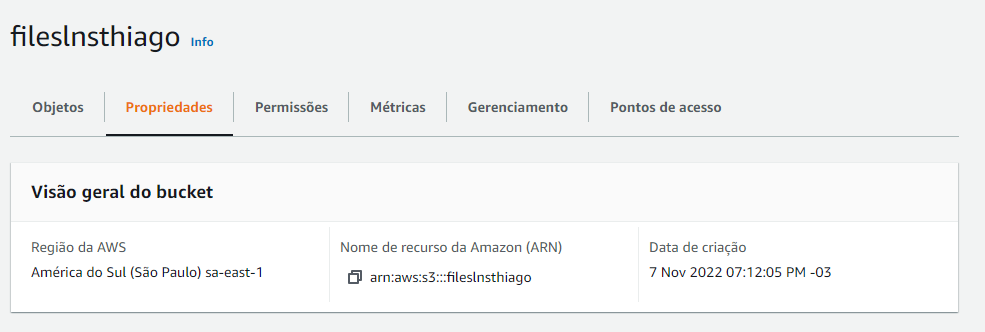 fileslnsthiago Info
Objetos Propriedades Permissões Métricas Gerenciamento Pontos de acesso
Visão geral do bucket
Região da AWS
América do Sul (São Paulo) sa-east-1
Nome de recurso da Amazon (ARN)
arn:aws:s3:::fileslnsthiago
Data de criação
7 Nov 2022 07:12:05 PM -03